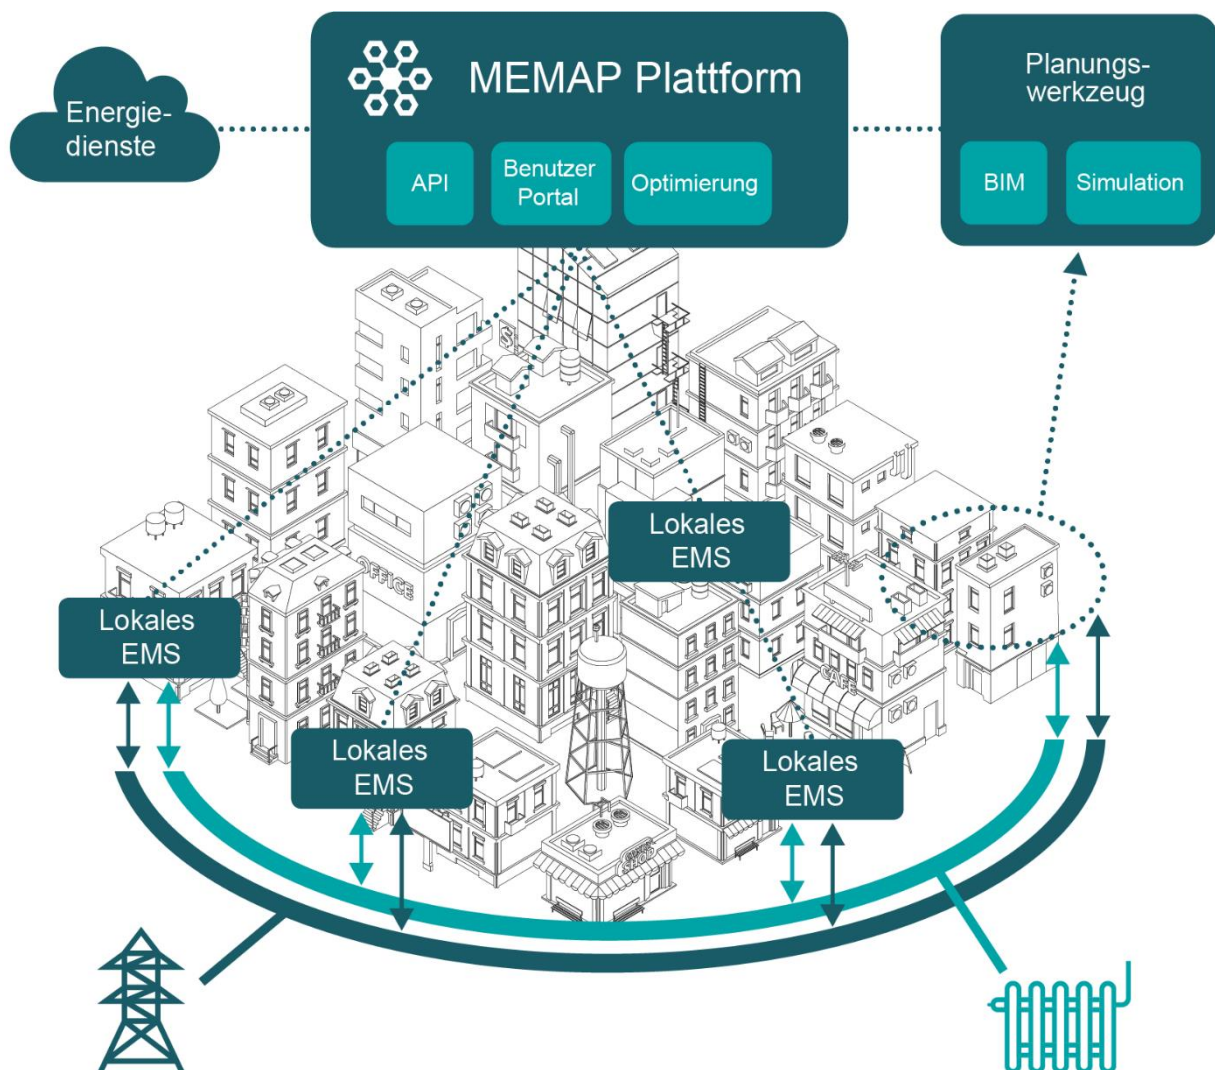 Energie-
dienste
MEMAP Plattform
API
Benutzer
Portal
Optimierung
Planungs-
werkzeug
BIM
Simulation
Lokales
EMS
OFFICE
Lokales
EMS
CAFE
Lokales
EMS
Lokales
EMS
SHOP